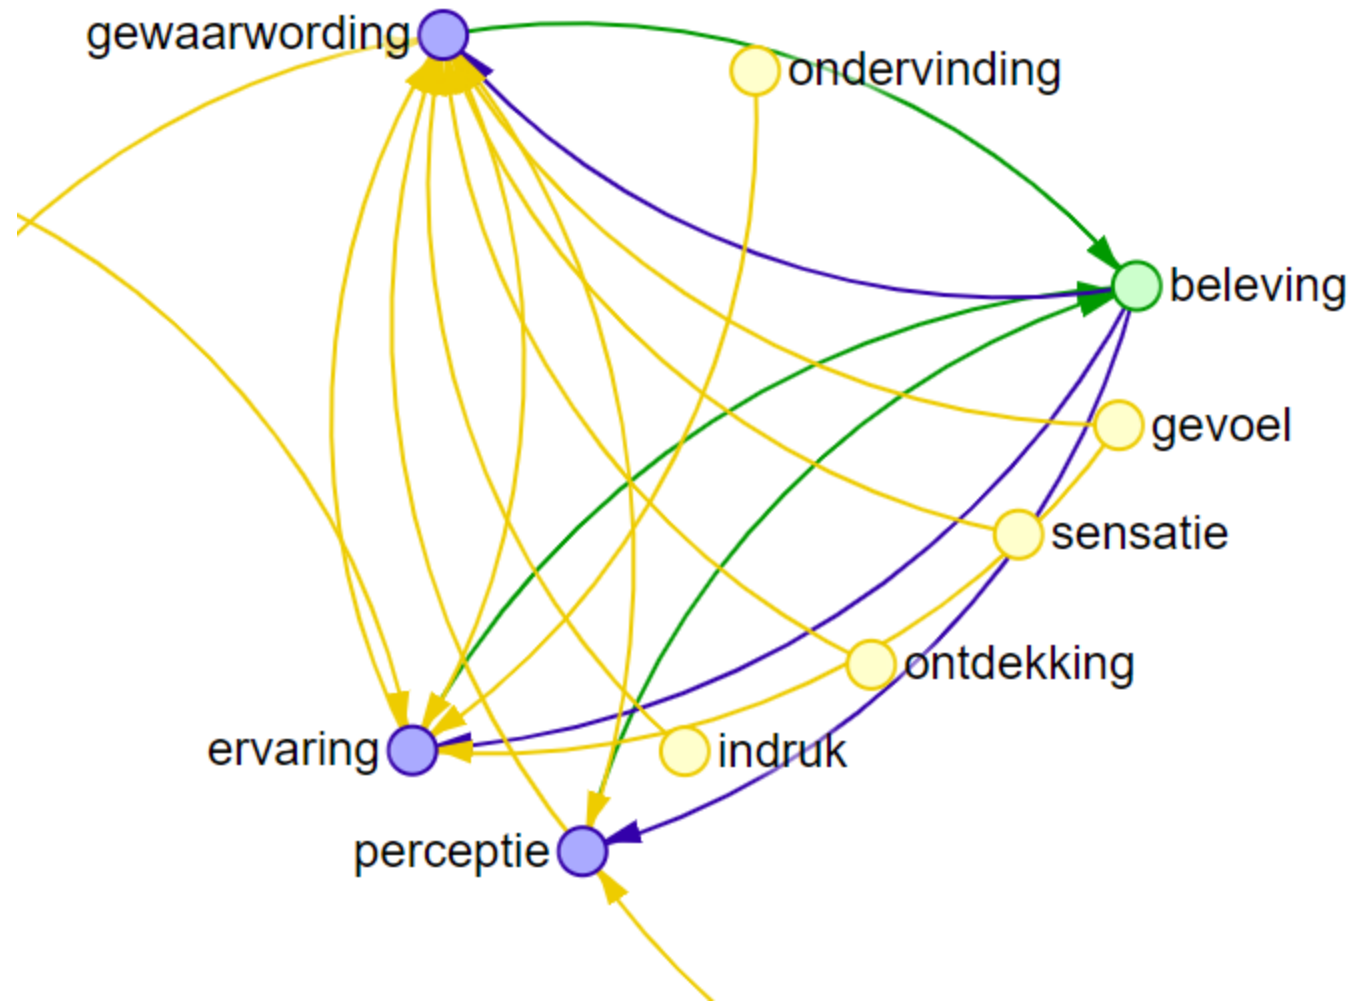 gewaarwording
ondervinding
beleving
gevoel
sensatie
ontdekking
ervaring
indruk
perceptie